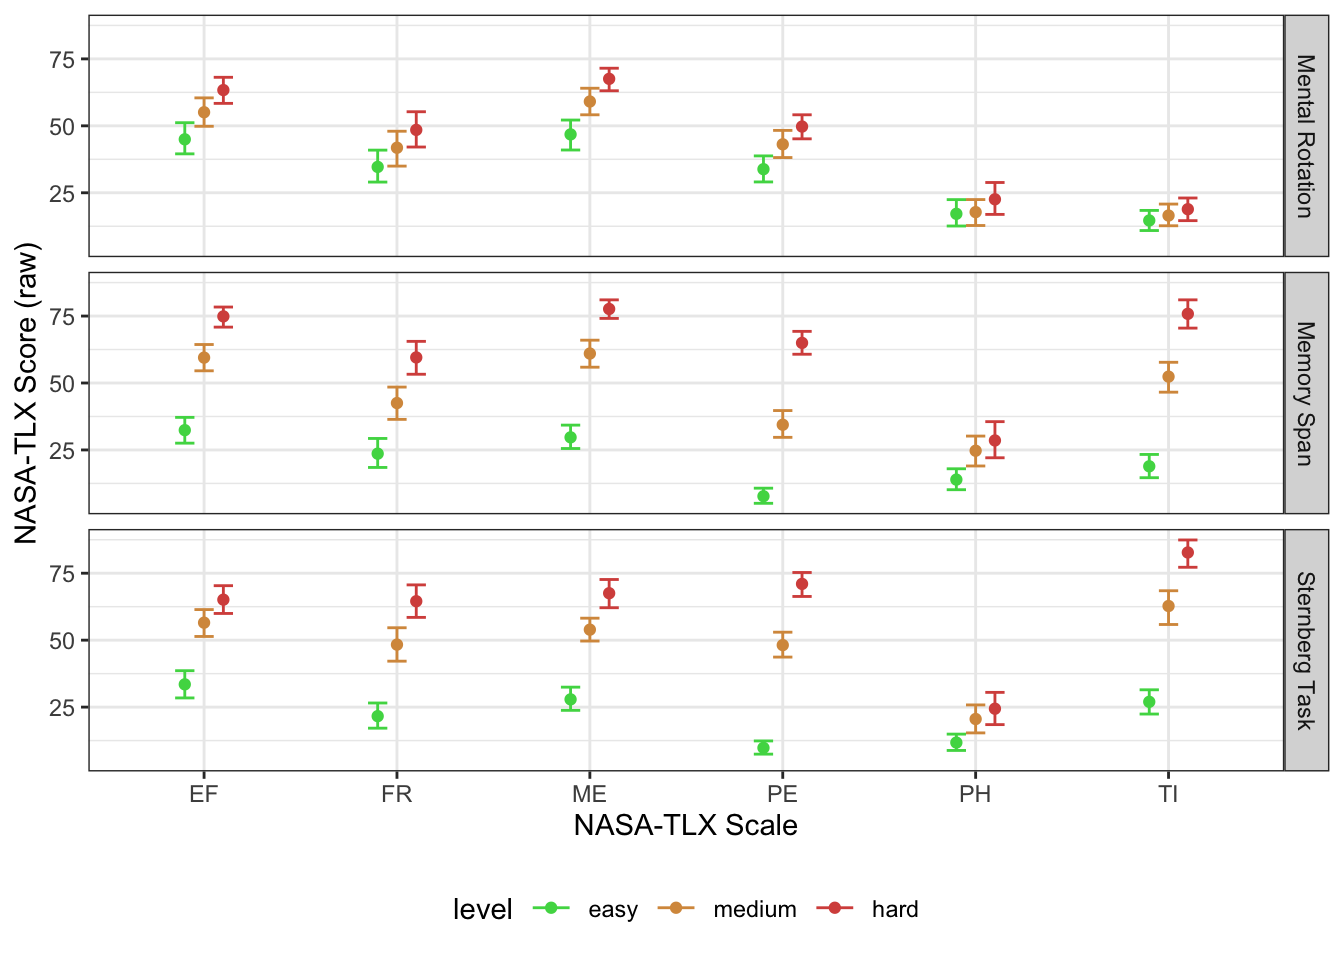 NASA-TLX Score (raw)
75
50
25
Mental Rotation
75
50
25
Memory Span
75
50
25
Sternberg Task
EF FR ME PE PH TI
NASA-TLX Scale
level easy medium hard